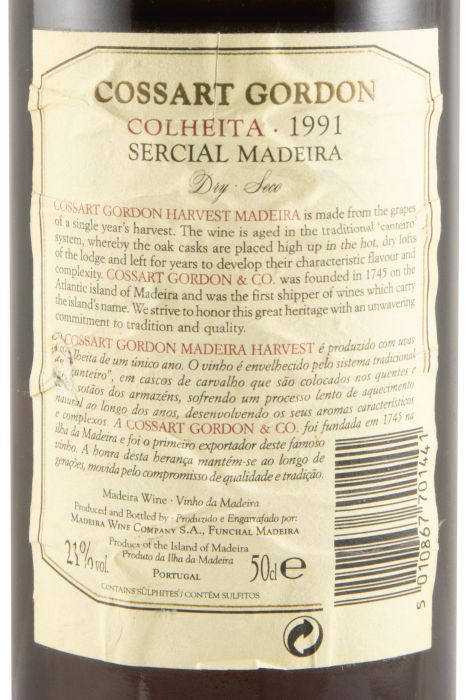 COSSART GORDON
COLHEITA · 1991
SERCIAL MADEIRA
Dry · Seco
COSSART GORDON HARVEST MADEIRA is made from the grapes
of a single year's harvest. The wine is aged in the traditional 'canteiro'
system, whereby the oak casks are placed high up in the hot, dry lofts
of the lodge and left for years to develop their characteristic flavour and
complexity. COSSART GORDON & CO. was founded in 1745 on the
Atlantic island of Madeira and was the first shipper of wines which carry
the island's name. We strive to honor this great heritage with an unwavering
commitment to tradition and quality.
COSSART GORDON MADEIRA HARVEST é produzido com uvas
da colheita de um único ano. O vinho é envelhecido pelo sistema tradicional
"canteiro", em cascos de carvalho que são colocados nos quentes e
sotãos dos armazéns, sofrendo um processo lento de aquecimento
natural ao longo dos anos, desenvolvendo os seus aromas característicos
e complexos. A COSSART GORDON & CO. foi fundada em 1745 na
ilha da Madeira e foi o primeiro exportador deste famoso
vinho. A honra desta herança mantém-se ao longo de
gerações, movida pelo compromisso de qualidade e tradição.
Madeira Wine · Vinho da Madeira
Produced and Bottled by · Produzido e Engarrafado por:
MADEIRA WINE COMPANY S.A., FUNCHAL MADEIRA
21% vol.
Product of the Island of Madeira
Produto da Ilha da Madeira
PORTUGAL
50cl e
CONTAINS SULPHITES / CONTÉM SULFITOS
5 010867 701441